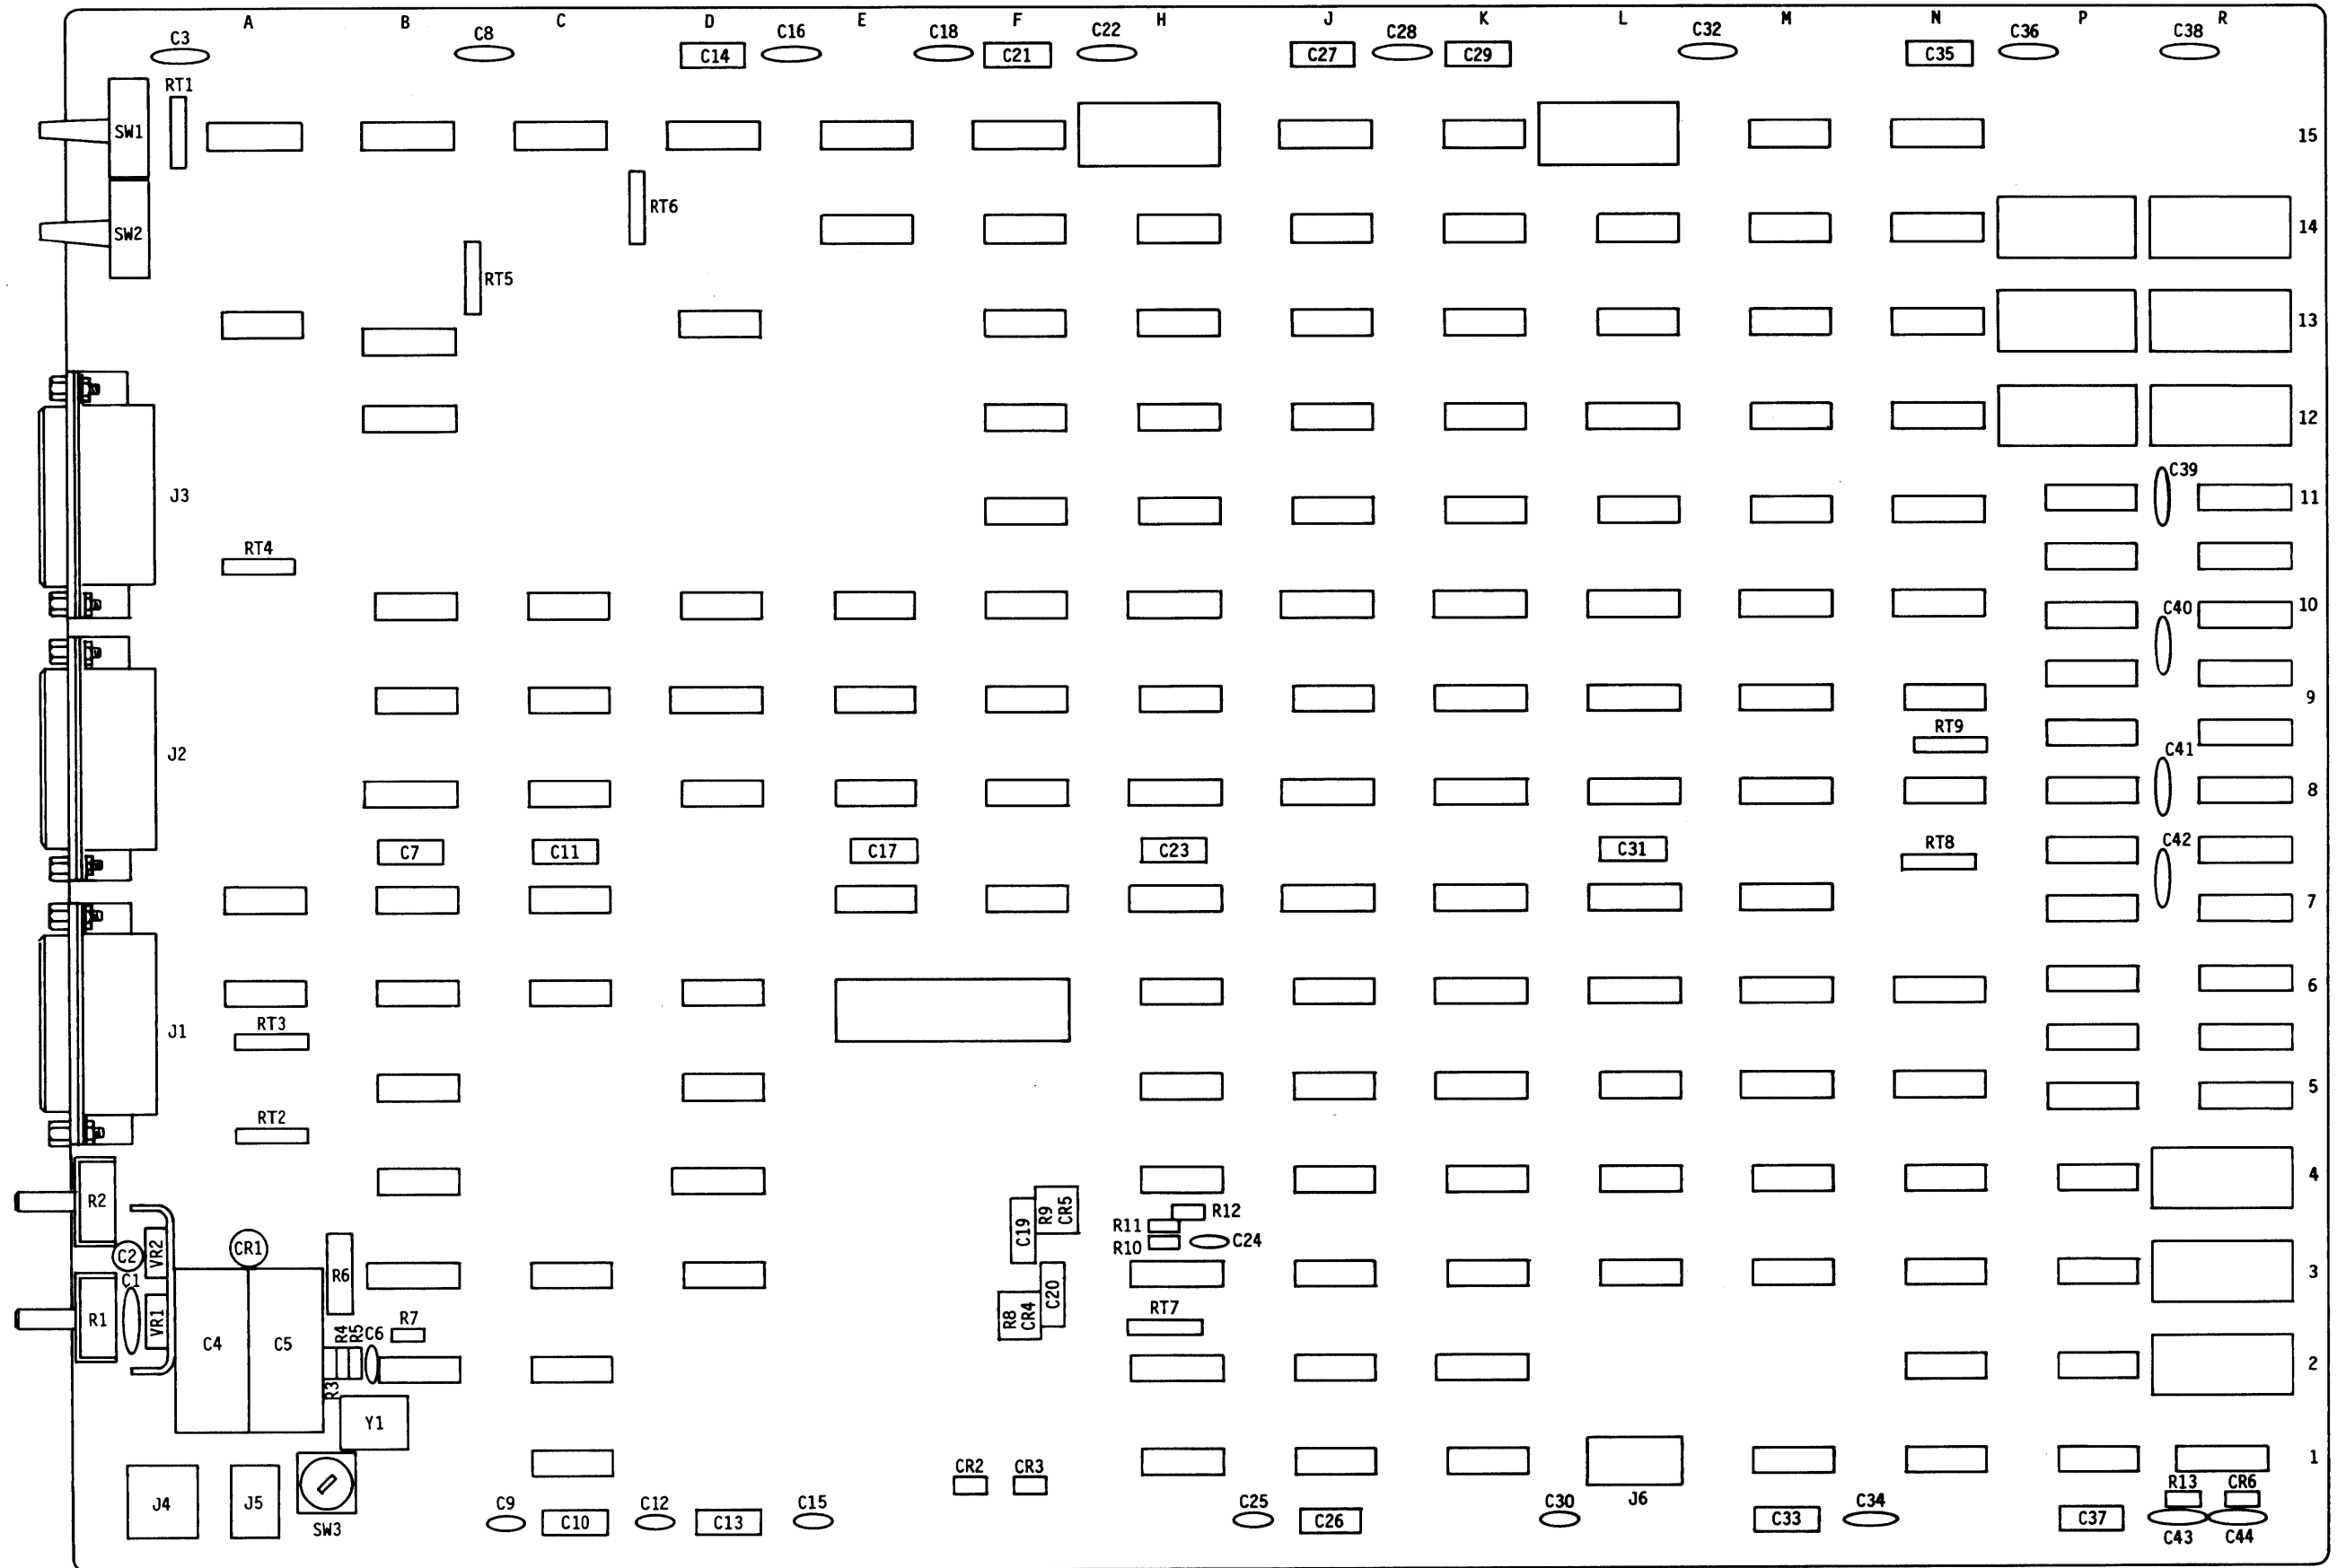 A B C D E F H J K L M N P R
C3 C8 C14 C16 C18 C21 C22 C27 C28 C29 C32 C35 C36 C38
RT1
SW1
15
RT6
SW2
14
RT5
13
12
C39
J3
11
RT4
10
C40
9
RT9
J2
C41
8
C7 C11 C17 C23 C31 RT8 C42
7
6
RT3
J1
5
RT2
4
R2
C19 R9 CR5
R12
R11
R10 C24
C2 VR2 CR1
C1
R6
3
R1 VR1
C4 C5
R4 R5 C6 R7
R8 CR4 C20
RT7
2
R3
Y1
1
CR2 CR3
R13 CR6
J4 J5
SW3
J6
C9 C10 C12 C13 C15 C25 C26 C30 C33 C34 C37
C43 C44